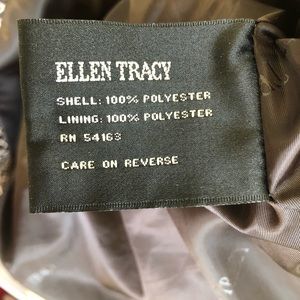 ELLEN TRACY
SHELL: 100% POLYESTER
LINING: 100% POLYESTER
RN 54163
CARE ON REVERSE